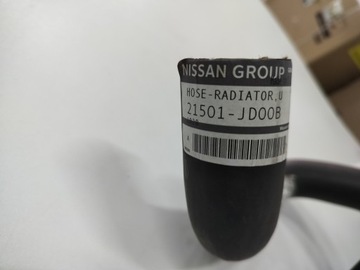 NISSAN GROUP
HOSE-RADIATOR,U
21501-JD00B